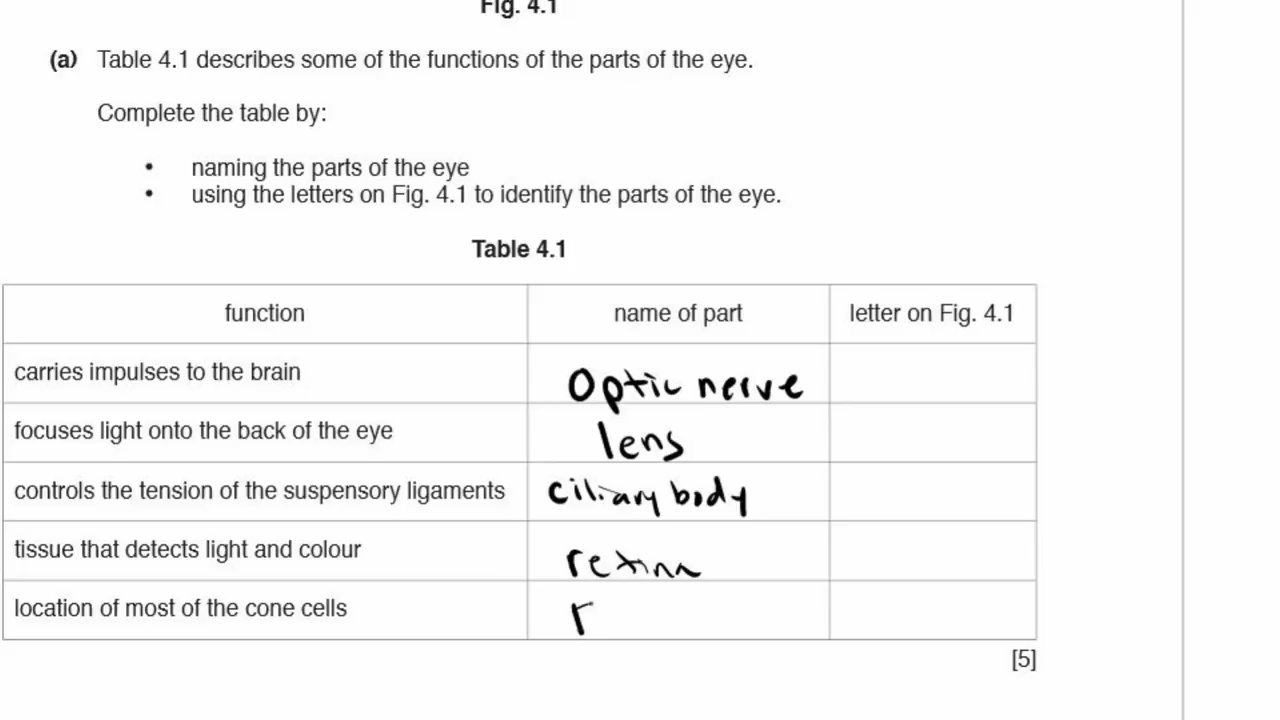 Fig. 4.1
(a) Table 4.1 describes some of the functions of the parts of the eye.
Complete the table by:
• naming the parts of the eye
• using the letters on Fig. 4.1 to identify the parts of the eye.
Table 4.1
function name of part letter on Fig. 4.1
carries impulses to the brain Optic nerve
focuses light onto the back of the eye lens
controls the tension of the suspensory ligaments ciliary body
tissue that detects light and colour retina
location of most of the cone cells r
[5]